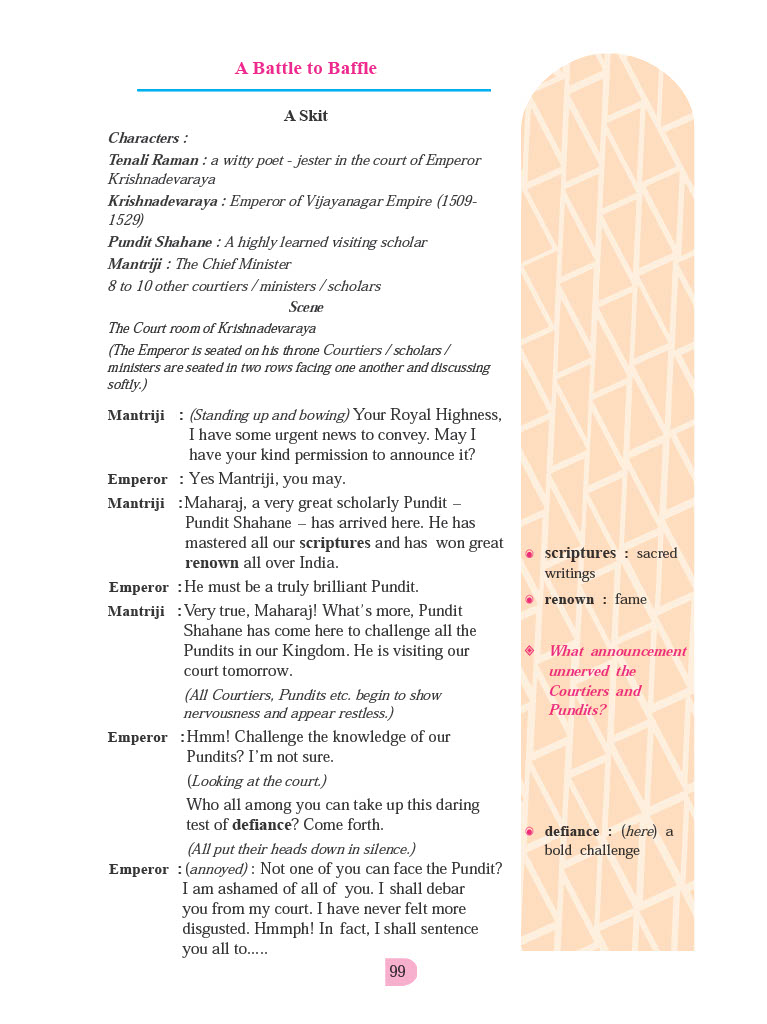 A Battle to Baffle
A Skit
Characters :
Tenali Raman : a witty poet - jester in the court of Emperor
Krishnadevaraya
Krishnadevaraya : Emperor of Vijayanagar Empire (1509-
1529)
Pundit Shahane : A highly learned visiting scholar
Mantriji : The Chief Minister
8 to 10 other courtiers / ministers / scholars
Scene
The Court room of Krishnadevaraya
(The Emperor is seated on his throne Courtiers / scholars /
ministers are seated in two rows facing one another and discussing
softly.)
Mantriji : (Standing up and bowing) Your Royal Highness,
I have some urgent news to convey. May I
have your kind permission to announce it?
Emperor : Yes Mantriji, you may.
Mantriji : Maharaj, a very great scholarly Pundit –
Pundit Shahane – has arrived here. He has
mastered all our scriptures and has won great
renown all over India.
Emperor : He must be a truly brilliant Pundit.
Mantriji : Very true, Maharaj! What's more, Pundit
Shahane has come here to challenge all the
Pundits in our Kingdom. He is visiting our
court tomorrow.
(All Courtiers, Pundits etc. begin to show
nervousness and appear restless.)
Emperor : Hmm! Challenge the knowledge of our
Pundits? I'm not sure.
(Looking at the court.)
Who all among you can take up this daring
test of defiance? Come forth.
(All put their heads down in silence.)
Emperor : (annoyed) : Not one of you can face the Pundit?
I am ashamed of all of you. I shall debar
you from my court. I have never felt more
disgusted. Hmmph! In fact, I shall sentence
you all to.....
scriptures : sacred
writings
renown : fame
What announcement
unnerved the
Courtiers and
Pundits?
defiance : (here) a
bold challenge
99